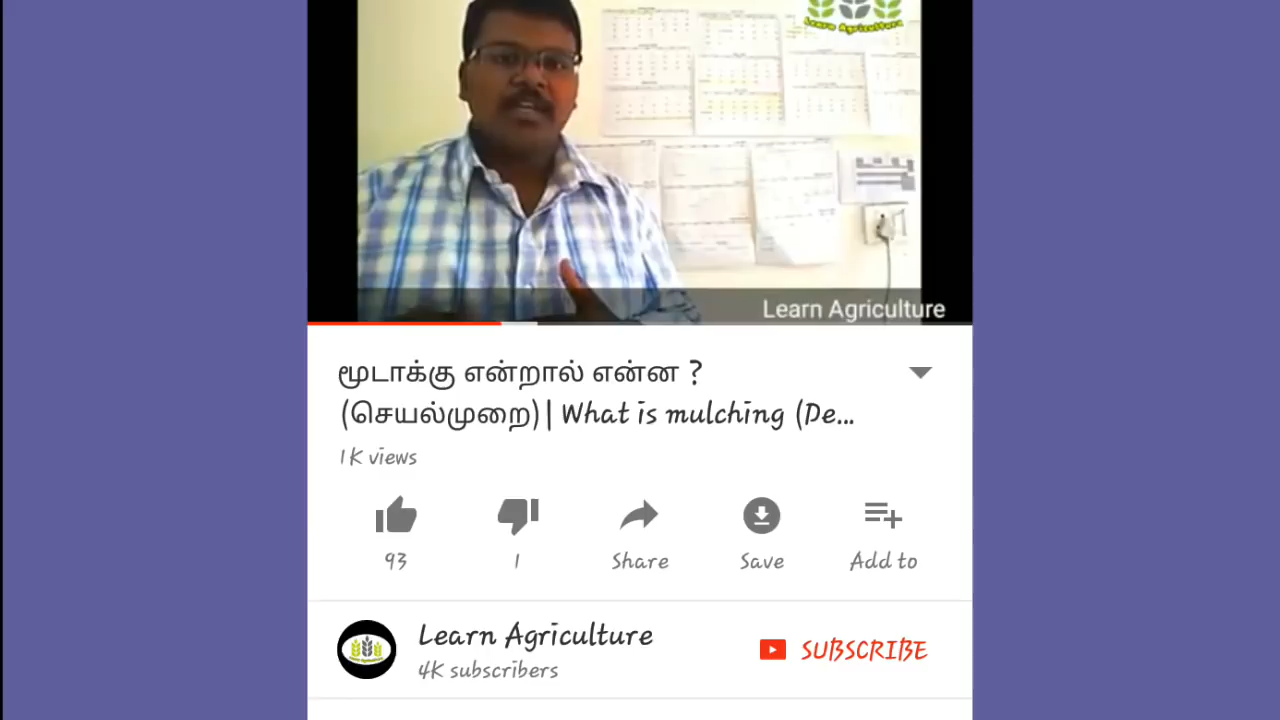 Learn Agriculture
Learn Agriculture
மூடாக்கு என்றால் என்ன ?
(செயல்முறை)| What is mulching (De...
1K views
93
1
Share
Save
Add to
Learn Agriculture
4K subscribers
SUBSCRIBE